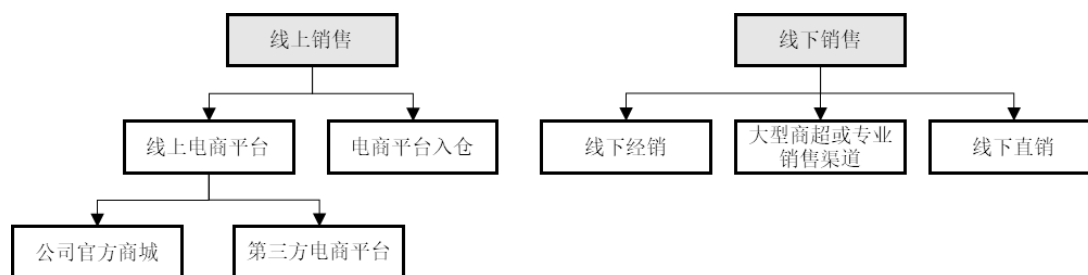 线上销售
线下销售
线上电商平台
电商平台入仓
线下经销
大型商超或专业
销售渠道
线下直销
公司官方商城
第三方电商平台